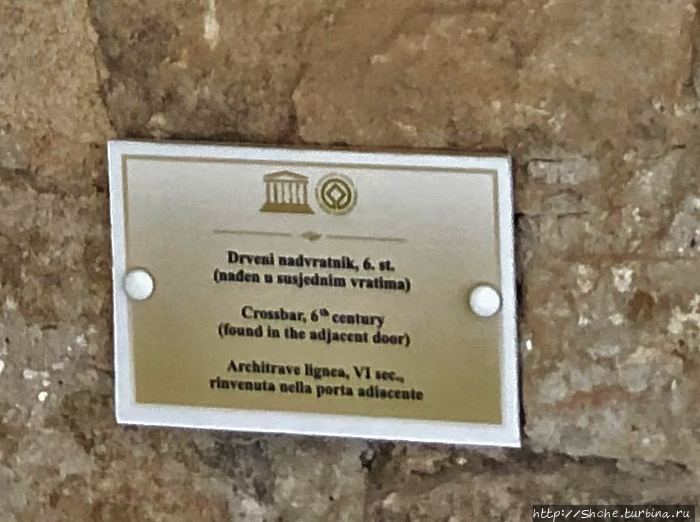 Drveni nadvratnik, 6. st.
(nađen u susjednim vratima)
Crossbar, 6th century
(found in the adjacent door)
Architrave lignea, VI sec.,
rinvenuta nella porta adiacente
http://Shche.turbina.ru